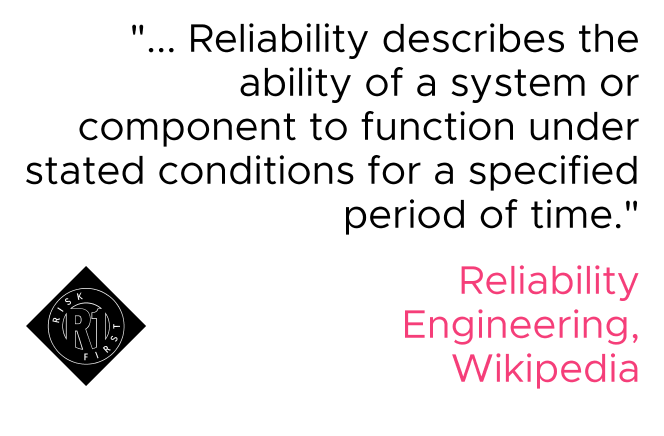 "... Reliability describes the
ability of a system or
component to function under
stated conditions for a specified
period of time."
Reliability
Engineering,
Wikipedia
RISK
R1
FIRST